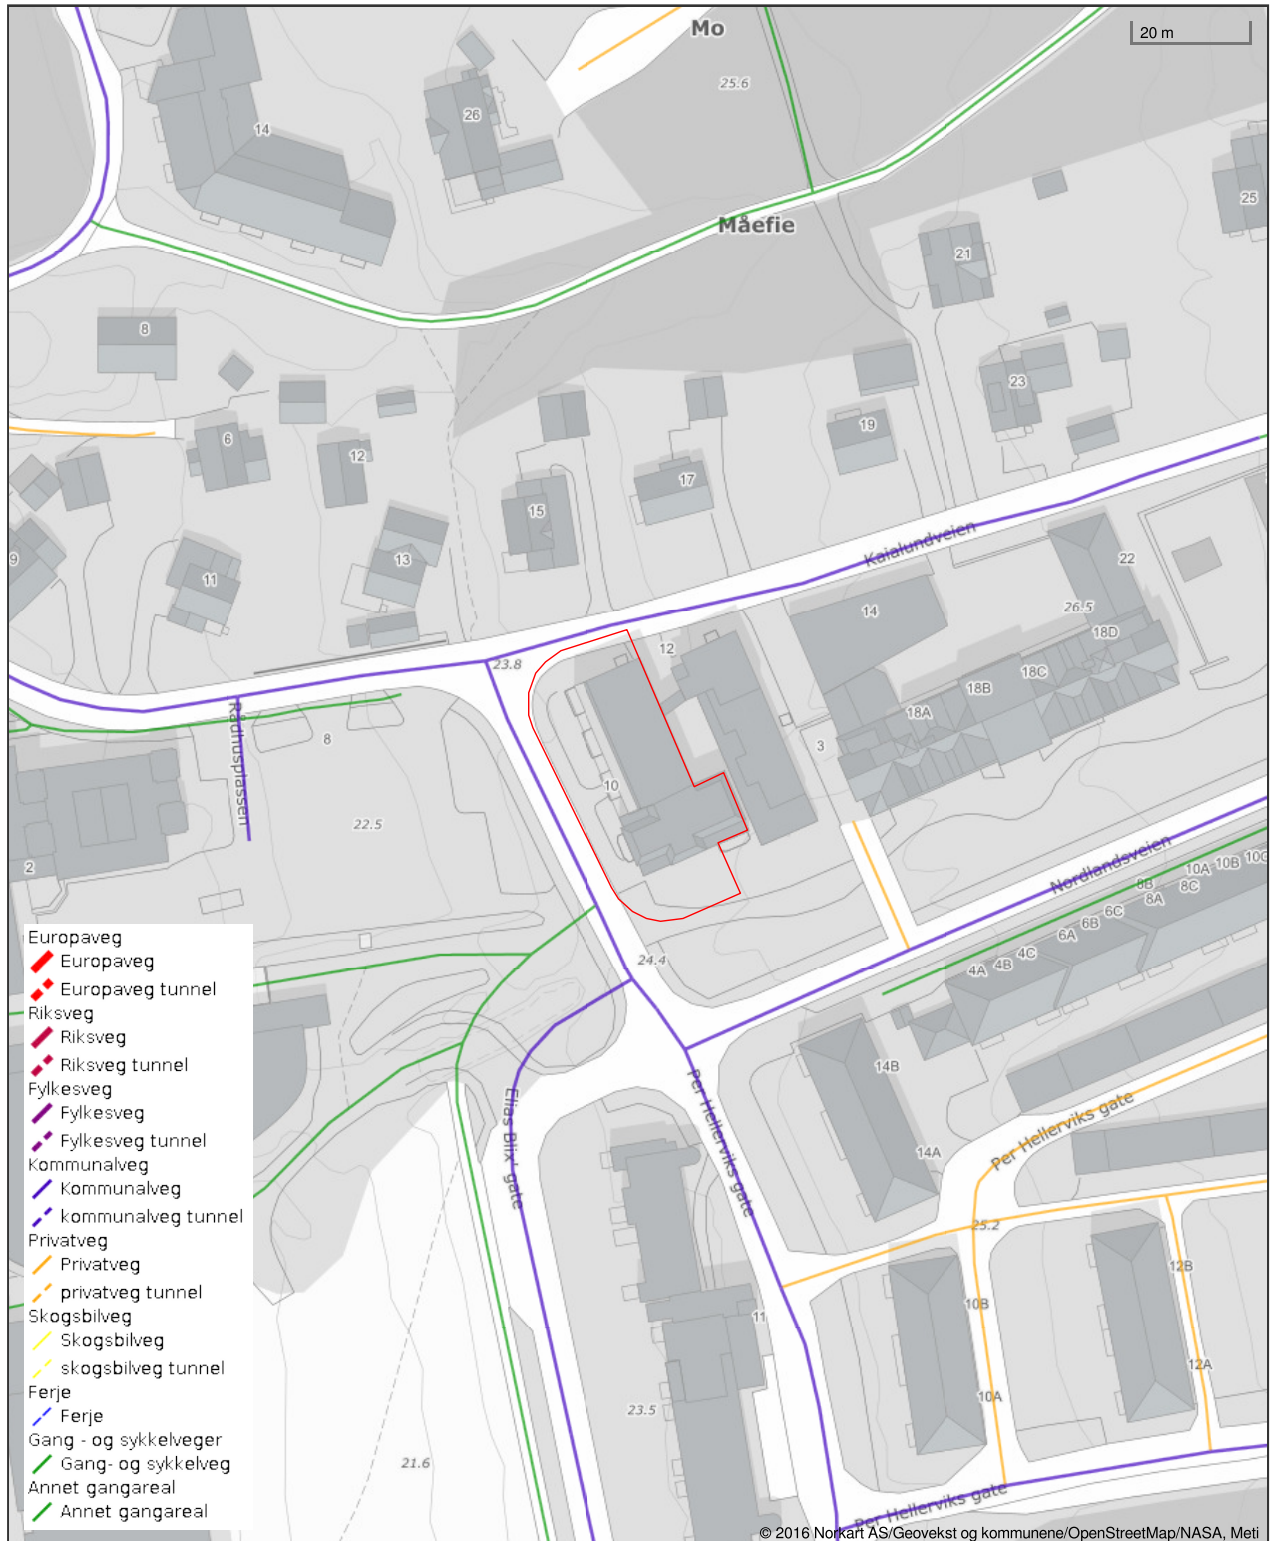 Mo
20 m
25.6
26
14
25
Måefie
21
8
23
6
12
19
17
15
9
13
11
Kaialundveien
22
14
26.5
18D
12
23.8
18C
18B
18A
3
8
Rådhusplassen
10
22.5
2
Nordlandsveien
10C
10B
10A
8C
8B
8A
6C
6B
6A
4C
4B
4A
24.4
14B
14A
Per Hellerviks gate
Per Hellerviks gate
Elias Blix' gate
25.2
12B
10B
11
12A
10A
23.5
21.6
Per Hellerviks gate
Europaveg
Europaveg
Europaveg tunnel
Riksveg
Riksveg
Riksveg tunnel
Fylkesveg
Fylkesveg
Fylkesveg tunnel
Kommunalveg
Kommunalveg
kommunalveg tunnel
Privatveg
Privatveg
privatveg tunnel
Skogsbilveg
Skogsbilveg
skogsbilveg tunnel
Ferje
Ferje
Gang - og sykkelveger
Gang- og sykkelveg
Annet gangareal
Annet gangareal
© 2016 Norkart AS/Geovekst og kommunene/OpenStreetMap/NASA, Meti